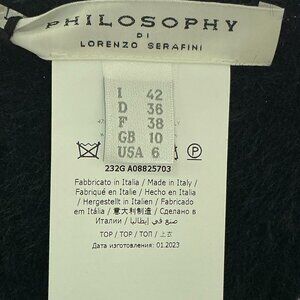 PHILOSOPHY
DI
LORENZO SERAFINI
I 42
D 36
F 38
GB 10
USA 6
232G A08825703
Fabbricato in Italia / Made in Italy /
Fabriqué en Italie / Hecho en Italia
/ Hergestellt in Italien / Fabricado
em Itália / 意大利制造 / Сделано в
Италии / صنع في إيطاليا /
TOP / TOP / ТОП / 上衣
Дата изготовления: 01.2023